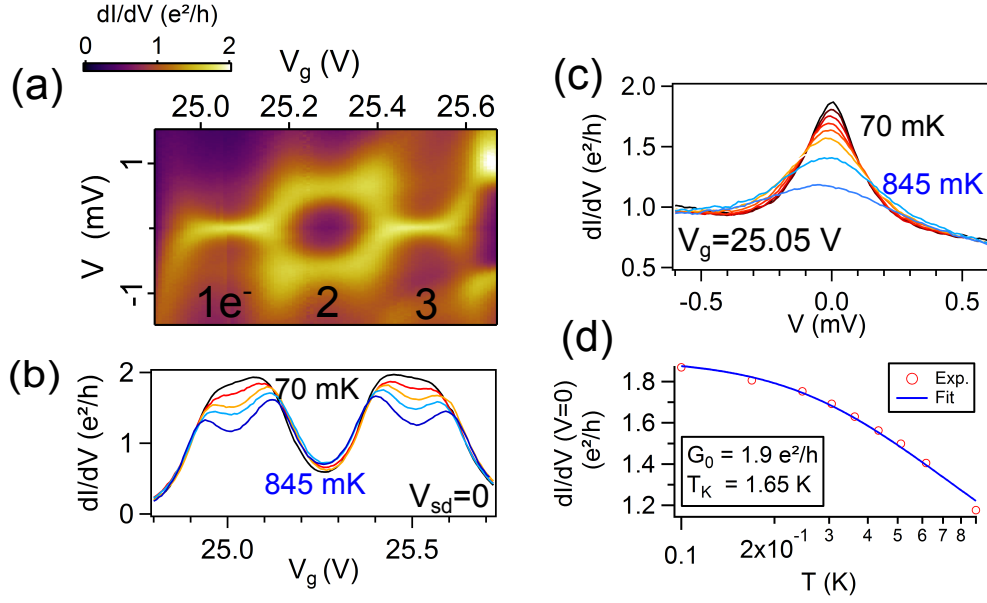 dI/dV (e²/h)
0 1 2
(a)
V_g (V)
25.0 25.2 25.4 25.6
V (mV)
1
0
-1
1e⁻ 2 3
(b)
dI/dV (e²/h)
2
1
0
70 mK
845 mK
V_sd=0
25.0 25.5
V_g (V)
(c)
dI/dV (e²/h)
2.0
1.5
1.0
0.5
70 mK
845 mK
V_g=25.05 V
-0.5 0.0 0.5
V (mV)
(d)
dI/dV (V=0)
(e²/h)
1.8
1.6
1.4
1.2
Exp.
Fit
G₀ = 1.9 e²/h
T_K = 1.65 K
0.1 2x10⁻¹ 3 4 5 6 7 8
T (K)